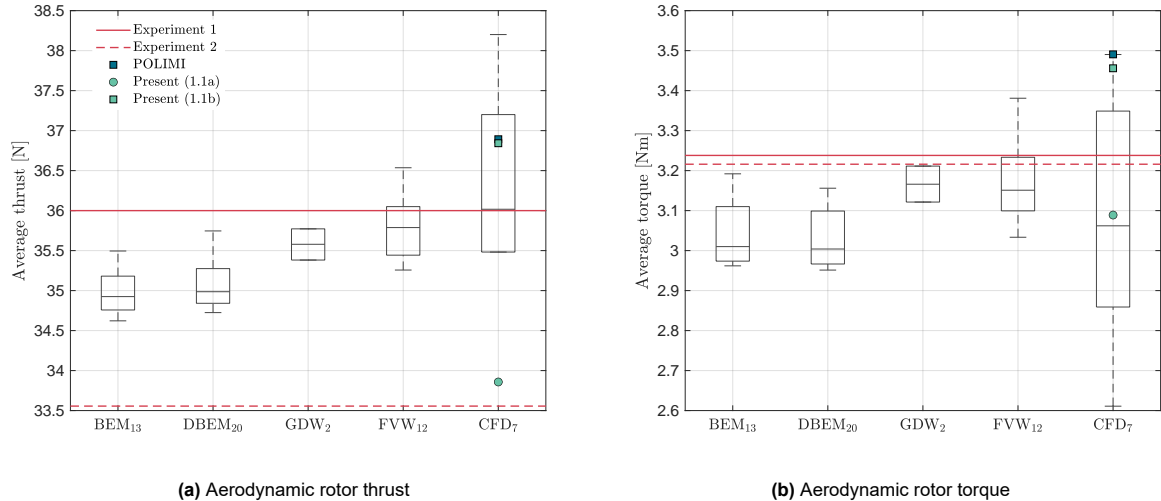 38.5
38
37.5
37
36.5
36
35.5
35
34.5
34
33.5
Average thrust [N]
Experiment 1
Experiment 2
POLIMI
Present (1.1a)
Present (1.1b)
BEM₁₃ DBEM₂₀ GDW₂ FVW₁₂ CFD₇
(a) Aerodynamic rotor thrust
3.6
3.5
3.4
3.3
3.2
3.1
3
2.9
2.8
2.7
2.6
Average torque [Nm]
BEM₁₃ DBEM₂₀ GDW₂ FVW₁₂ CFD₇
(b) Aerodynamic rotor torque